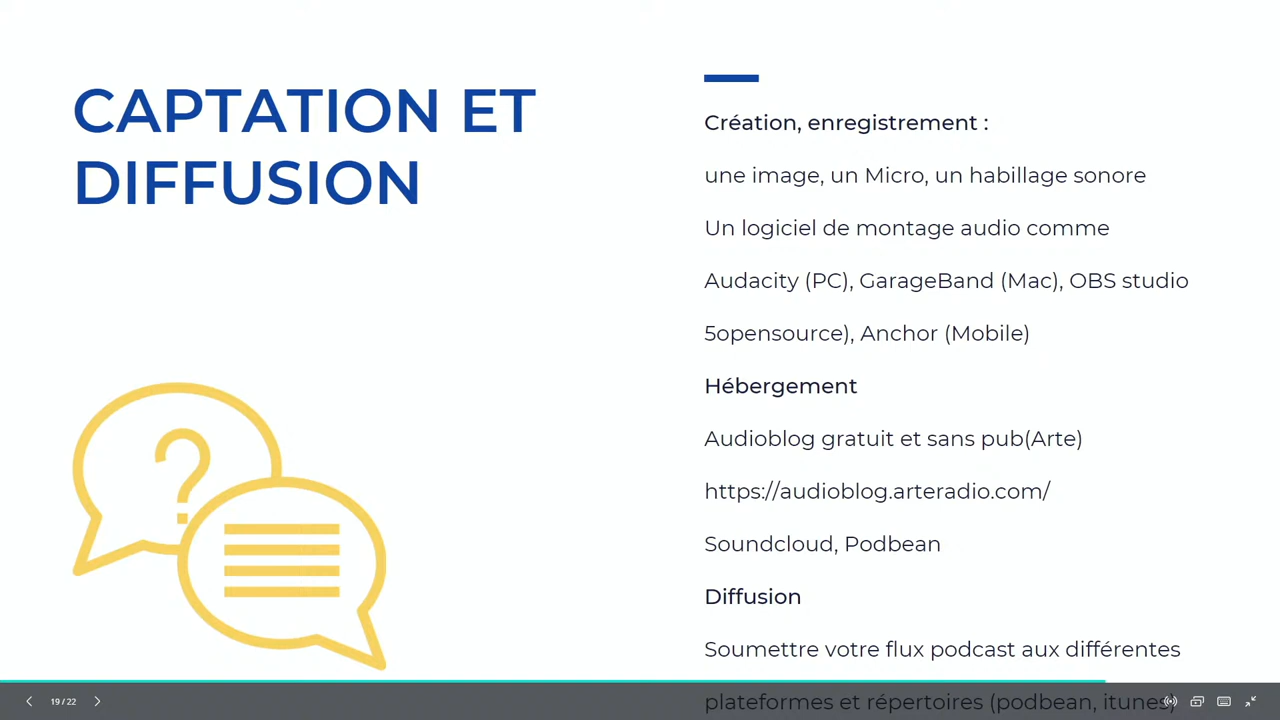 CAPTATION ET
DIFFUSION
Création, enregistrement :
une image, un Micro, un habillage sonore
Un logiciel de montage audio comme
Audacity (PC), GarageBand (Mac), OBS studio
5opensource), Anchor (Mobile)
Hébergement
Audioblog gratuit et sans pub(Arte)
https://audioblog.arteradio.com/
Soundcloud, Podbean
Diffusion
Soumettre votre flux podcast aux différentes
plateformes et répertoires (podbean, itunes)
19 / 22